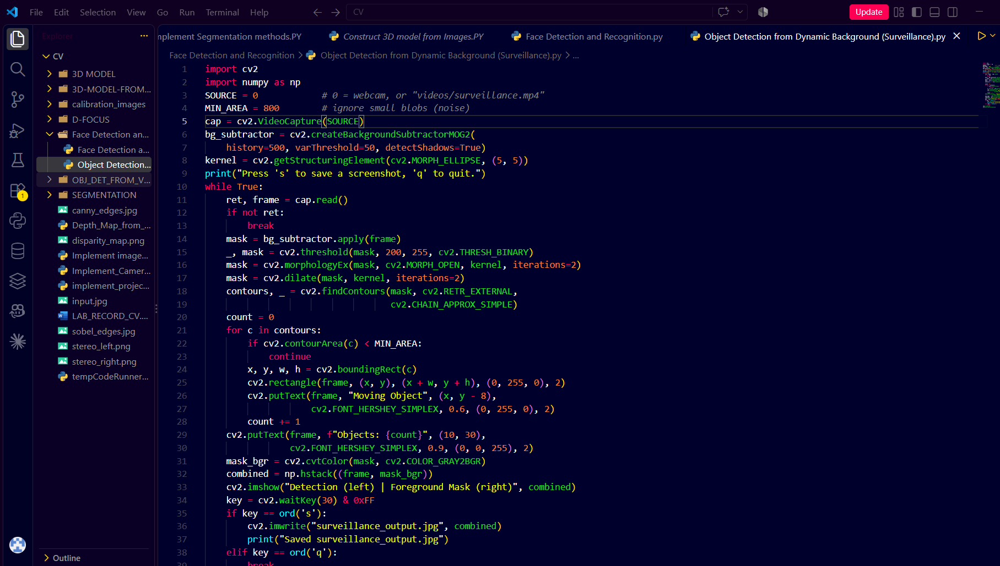 File Edit Selection View Go Run Terminal Help
CV
Update
Explorer
CV
3D MODEL
3D-MODEL-FROM...
calibration_images
D-FOCUS
Face Detection an...
Face Detection a...
Object Detection...
OBJ_DET_FROM_V...
SEGMENTATION
canny_edges.jpg
Depth_Map_from_...
disparity_map.png
Implement image...
Implement_Camer...
implement_projec...
input.jpg
LAB_RECORD_CV....
sobel_edges.jpg
stereo_left.png
stereo_right.png
tempCodeRunner...
Outline
1
mplement Segmentation methods.PY
Construct 3D model from Images.PY
Face Detection and Recognition.py
Object Detection from Dynamic Background (Surveillance).py
Face Detection and Recognition > Object Detection from Dynamic Background (Surveillance).py > ...
1 import cv2
2 import numpy as np
3 SOURCE = 0 # 0 = webcam, or "videos/surveillance.mp4"
4 MIN_AREA = 800 # ignore small blobs (noise)
5 cap = cv2.VideoCapture(SOURCE)
6 bg_subtractor = cv2.createBackgroundSubtractorMOG2(
7 history=500, varThreshold=50, detectShadows=True)
8 kernel = cv2.getStructuringElement(cv2.MORPH_ELLIPSE, (5, 5))
9 print("Press 's' to save a screenshot, 'q' to quit.")
10 while True:
11 ret, frame = cap.read()
12 if not ret:
13 break
14 mask = bg_subtractor.apply(frame)
15 _, mask = cv2.threshold(mask, 200, 255, cv2.THRESH_BINARY)
16 mask = cv2.morphologyEx(mask, cv2.MORPH_OPEN, kernel, iterations=2)
17 mask = cv2.dilate(mask, kernel, iterations=2)
18 contours, _ = cv2.findContours(mask, cv2.RETR_EXTERNAL,
19 cv2.CHAIN_APPROX_SIMPLE)
20 count = 0
21 for c in contours:
22 if cv2.contourArea(c) < MIN_AREA:
23 continue
24 x, y, w, h = cv2.boundingRect(c)
25 cv2.rectangle(frame, (x, y), (x + w, y + h), (0, 255, 0), 2)
26 cv2.putText(frame, "Moving Object", (x, y - 8),
27 cv2.FONT_HERSHEY_SIMPLEX, 0.6, (0, 255, 0), 2)
28 count += 1
29 cv2.putText(frame, f"Objects: {count}", (10, 30),
30 cv2.FONT_HERSHEY_SIMPLEX, 0.9, (0, 0, 255), 2)
31 mask_bgr = cv2.cvtColor(mask, cv2.COLOR_GRAY2BGR)
32 combined = np.hstack((frame, mask_bgr))
33 cv2.imshow("Detection (left) | Foreground Mask (right)", combined)
34 key = cv2.waitKey(30) & 0xFF
35 if key == ord('s'):
36 cv2.imwrite("surveillance_output.jpg", combined)
37 print("Saved surveillance_output.jpg")
38 elif key == ord('q'):
39 break